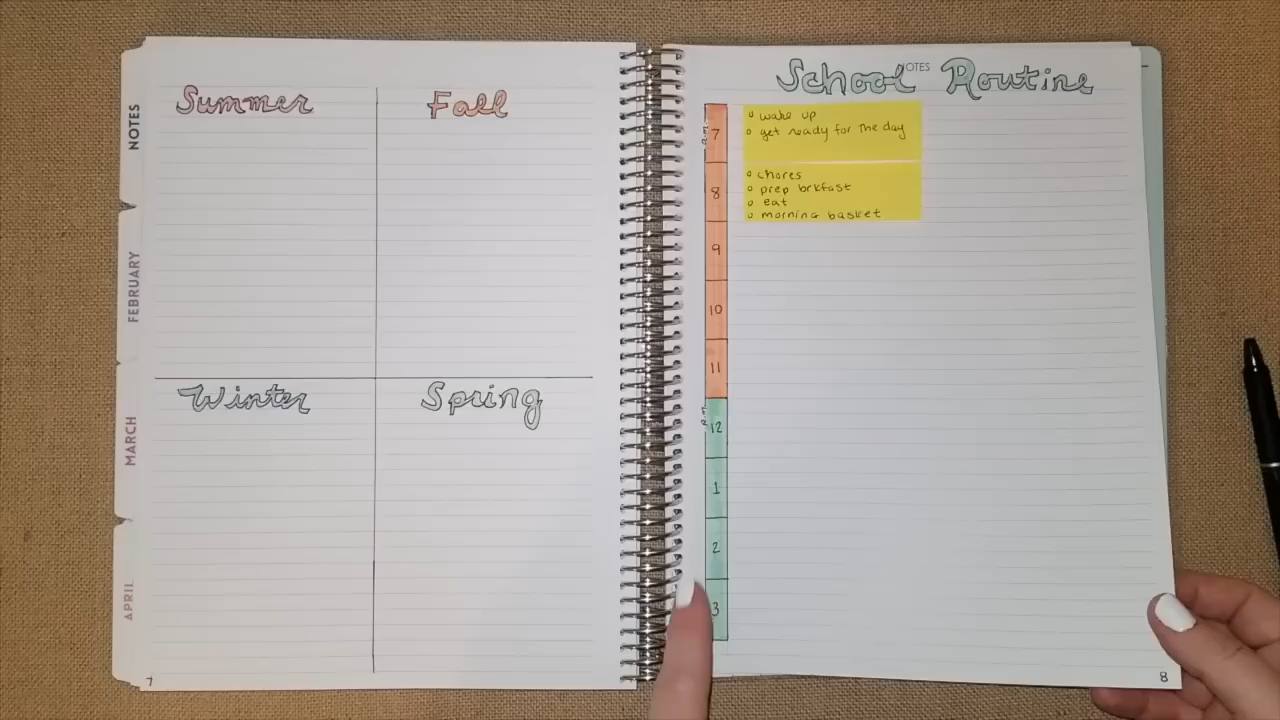 NOTES
FEBRUARY
MARCH
APRIL
Summer
Fall
Winter
Spring
7
NOTES
School Routine
a.m.
7
8
9
10
11
p.m.
12
1
2
3
o wake up
o get ready for the day
o chores
o prep brkfast
o eat
o morning basket
8